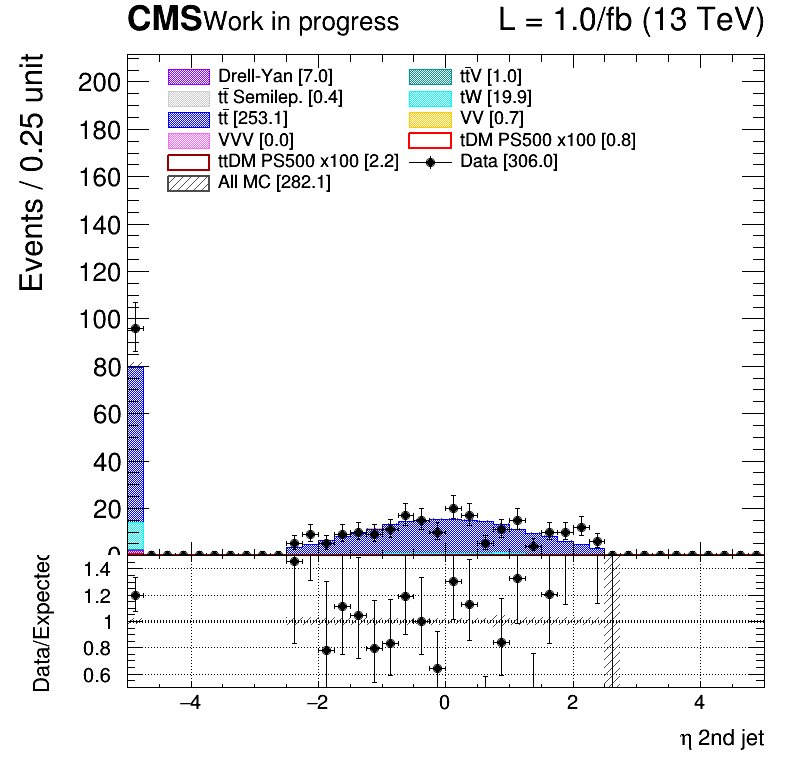 CMS Work in progress L = 1.0/fb (13 TeV)
Events / 0.25 unit
Drell-Yan [7.0] tt̄V [1.0]
tt̄ Semilep. [0.4] tW [19.9]
tt̄ [253.1] VV [0.7]
VVV [0.0] tDM PS500 x100 [0.8]
ttDM PS500 x100 [2.2] Data [306.0]
All MC [282.1]
200
180
160
140
120
100
80
60
40
20
0
Data/Expected
1.4
1.2
1
0.8
0.6
−4 −2 0 2 4
η 2nd jet